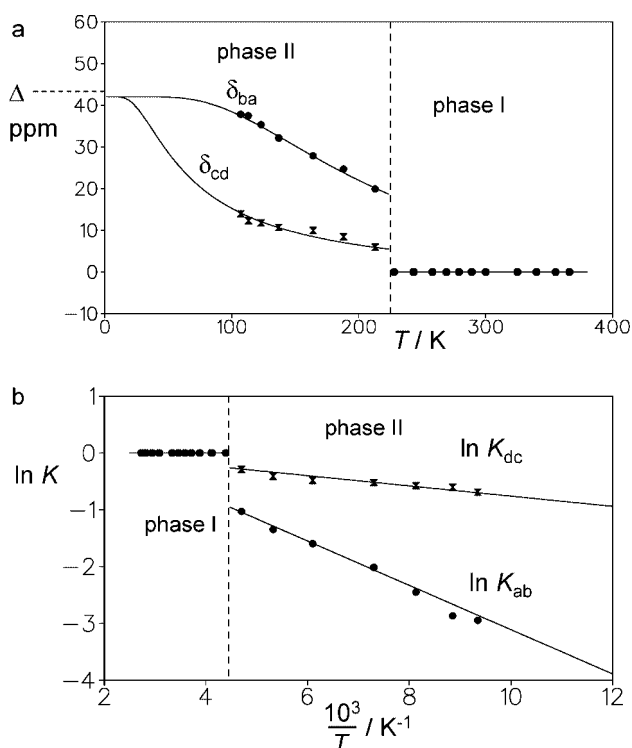 a
60
50
Δ 40
ppm 30
20
10
0
−10
phase II
phase I
δba
δcd
0 100 200 300 400
T / K
b
1
ln K 0
−1
−2
−3
−4
phase II
phase I
ln Kdc
ln Kab
2 4 6 8 10 12
10³/T / K⁻¹